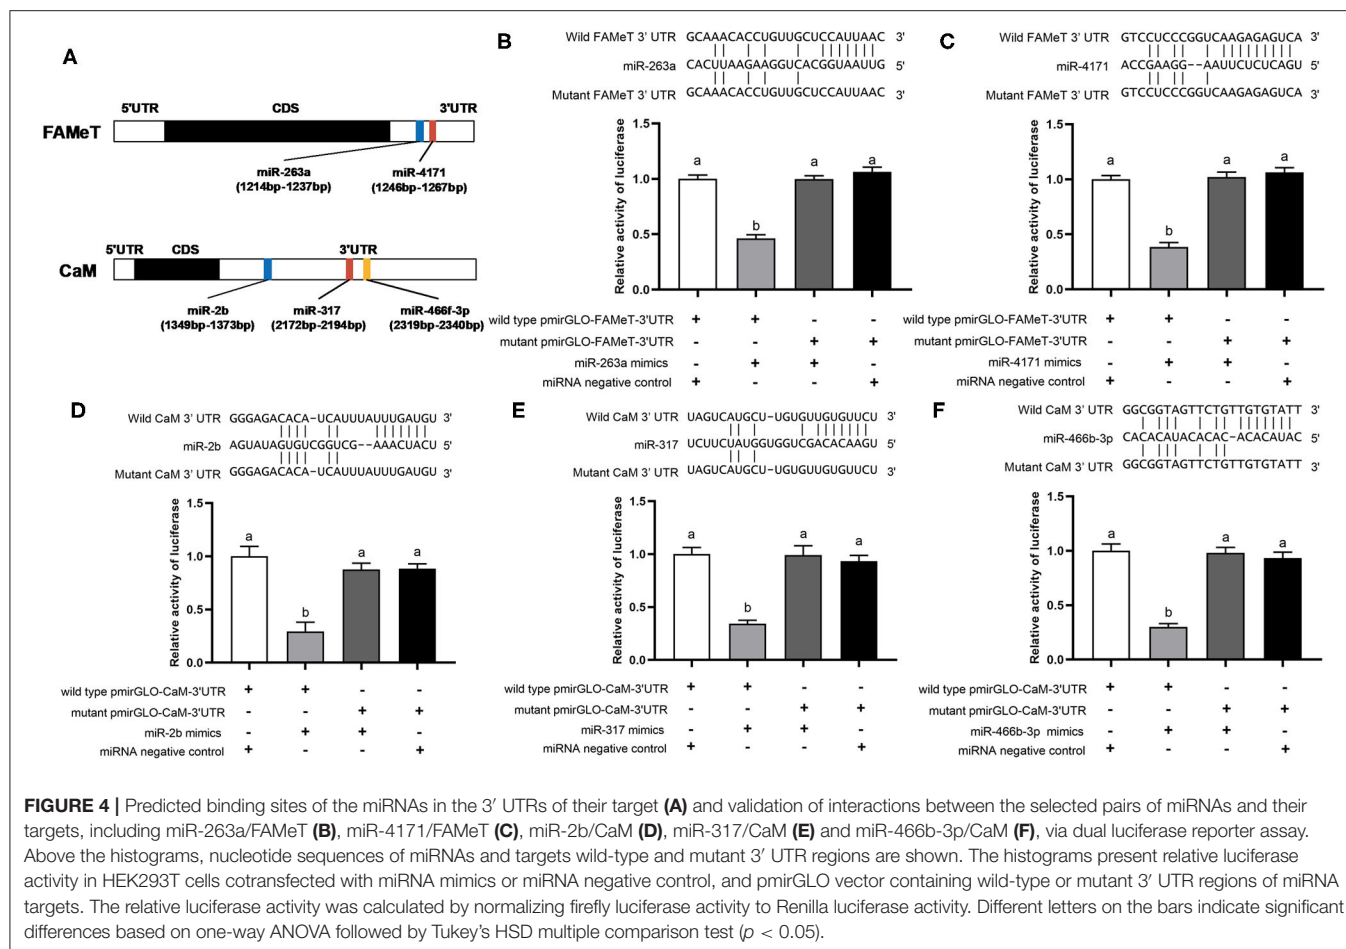 A
5'UTR CDS 3'UTR
FAMeT
miR-263a miR-4171
(1214bp-1237bp) (1246bp-1267bp)
5'UTR CDS 3'UTR
CaM
miR-2b miR-317 miR-466f-3p
(1349bp-1373bp) (2172bp-2194bp) (2319bp-2340bp)
B
Wild FAMeT 3' UTR GCAAACACCUGUUGCUCCAUUAAC 3'
miR-263a CACUUAAGAAGGUCACGGUAAUUG 5'
Mutant FAMeT 3' UTR GCAAACACCUGUUGCUCCAUUAAC 3'
Relative activity of luciferase
1.5
1.0
0.5
0.0
a b a a
wild type pmirGLO-FAMeT-3'UTR + + - -
mutant pmirGLO-FAMeT-3'UTR - - + +
miR-263a mimics - + + -
miRNA negative control + - - +
C
Wild FAMeT 3' UTR GTCCUCCCGGUCAAGAGAGUCA 3'
miR-4171 ACCGAAGG--AAUUCUCUCAGU 5'
Mutant FAMeT 3' UTR GTCCUCCCGGUCAAGAGAGUCA 3'
Relative activity of luciferase
1.5
1.0
0.5
0.0
a b a a
wild type pmirGLO-FAMeT-3'UTR + + - -
mutant pmirGLO-FAMeT-3'UTR - - + +
miR-4171 mimics - + + -
miRNA negative control + - - +
D
Wild CaM 3' UTR GGGAGACACA-UCAUUUAUUUGAUGU 3'
miR-2b AGUAUAGUGUCGGUCG--AAACUACU 5'
Mutant CaM 3' UTR GGGAGACACA-UCAUUUAUUUGAUGU 3'
Relative activity of luciferase
1.5
1.0
0.5
0.0
a b a a
wild type pmirGLO-CaM-3'UTR + + - -
mutant pmirGLO-CaM-3'UTR - - + +
miR-2b mimics - + + -
miRNA negative control + - - +
E
Wild CaM 3' UTR UAGUCAUGCU-UGUGUUGUGUUCU 3'
miR-317 UCUUCUAUGGUGGUCGACACAAGU 5'
Mutant CaM 3' UTR UAGUCAUGCU-UGUGUUGUGUUCU 3'
Relative activity of luciferase
1.5
1.0
0.5
0.0
a b a a
wild type pmirGLO-CaM-3'UTR + + - -
mutant pmirGLO-CaM-3'UTR - - + +
miR-317 mimics - + + -
miRNA negative control + - - +
F
Wild CaM 3' UTR GGCGGTAGTTCTGTTGTGTATT 3'
miR-466b-3p CACACAUACACAC-ACACAUAC 5'
Mutant CaM 3' UTR GGCGGTAGTTCTGTTGTGTATT 3'
Relative activity of luciferase
1.5
1.0
0.5
0.0
a b a a
wild type pmirGLO-CaM-3'UTR + + - -
mutant pmirGLO-CaM-3'UTR - - + +
miR-466b-3p mimics - + + -
miRNA negative control + - - +
FIGURE 4 | Predicted binding sites of the miRNAs in the 3′ UTRs of their target (A) and validation of interactions between the selected pairs of miRNAs and their
targets, including miR-263a/FAMeT (B), miR-4171/FAMeT (C), miR-2b/CaM (D), miR-317/CaM (E) and miR-466b-3p/CaM (F), via dual luciferase reporter assay.
Above the histograms, nucleotide sequences of miRNAs and targets wild-type and mutant 3′ UTR regions are shown. The histograms present relative luciferase
activity in HEK293T cells cotransfected with miRNA mimics or miRNA negative control, and pmirGLO vector containing wild-type or mutant 3′ UTR regions of miRNA
targets. The relative luciferase activity was calculated by normalizing firefly luciferase activity to Renilla luciferase activity. Different letters on the bars indicate significant
differences based on one-way ANOVA followed by Tukey's HSD multiple comparison test (p < 0.05).